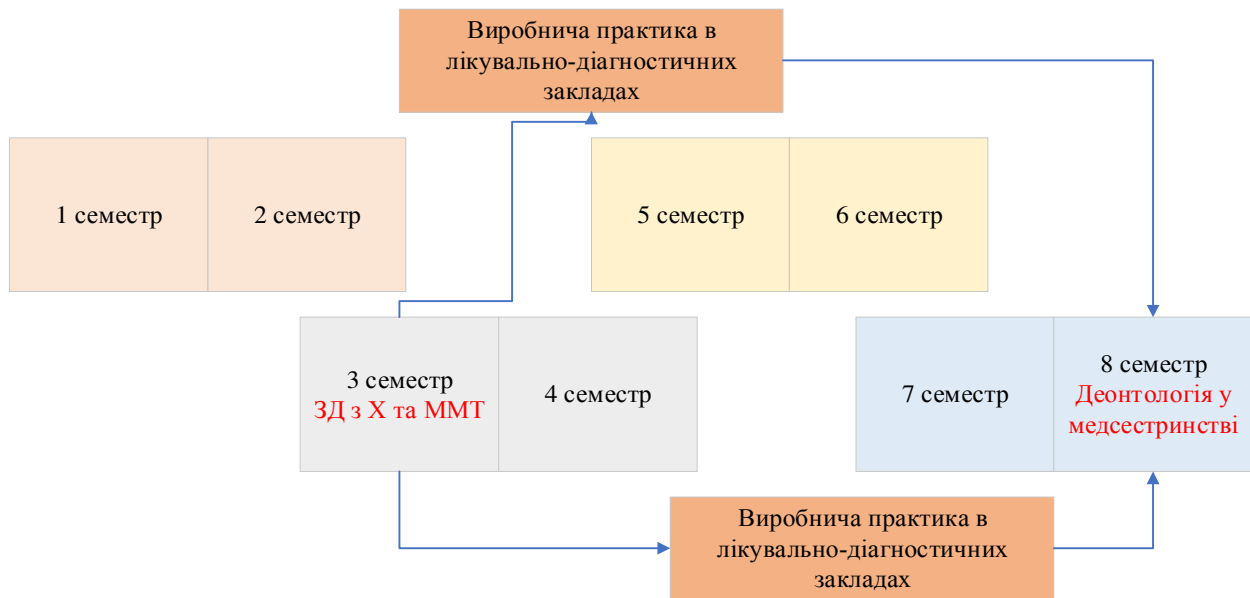 Виробнича практика в
лікувально-діагностичних
закладах
1 семестр
2 семестр
5 семестр
6 семестр
3 семестр
ЗД з Х та ММТ
4 семестр
7 семестр
8 семестр
Деонтологія у
медсестринстві
Виробнича практика в
лікувально-діагностичних
закладах